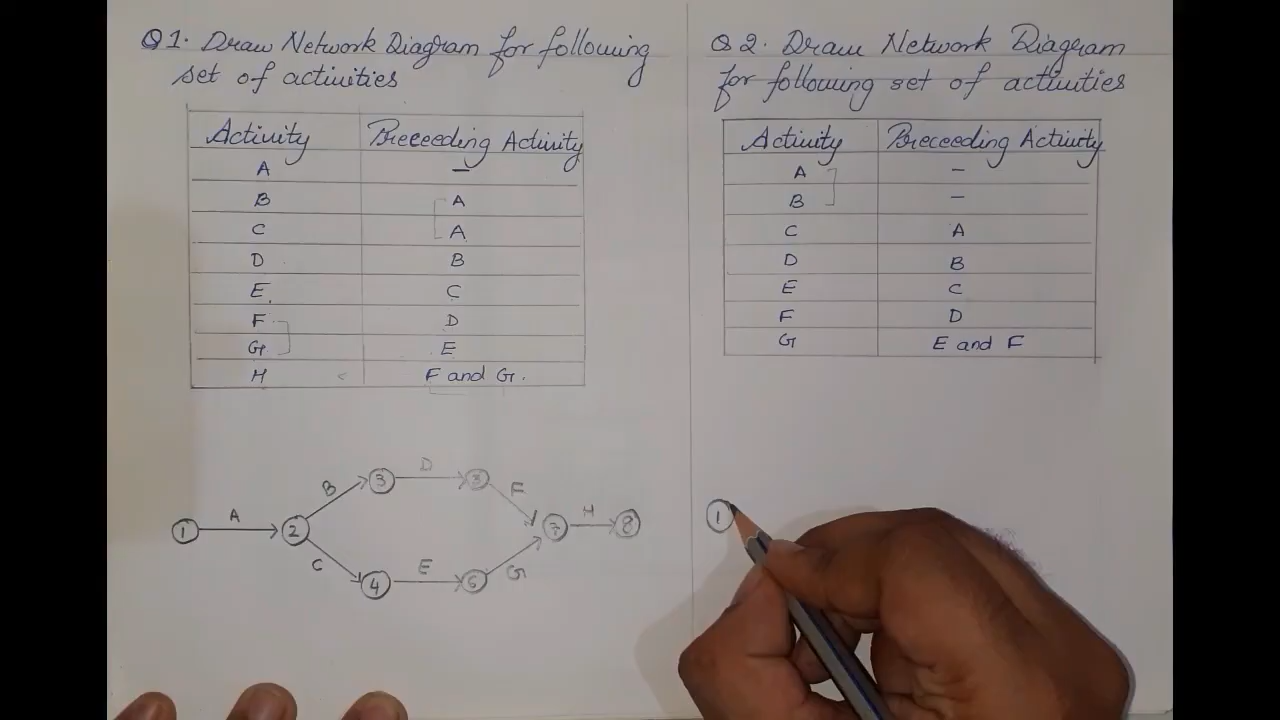 Q1. Draw Network Diagram for following
set of activities
Activity Preceeding Activity
A –
B A
C A
D B
E C
F D
G E
H F and G.
B D F
A H
1 2 3 5 7 8
C E G
4 6
Q2. Draw Network Diagram
for following set of activities
Activity Preceeding Activity
A –
B –
C A
D B
E C
F D
G E and F
1